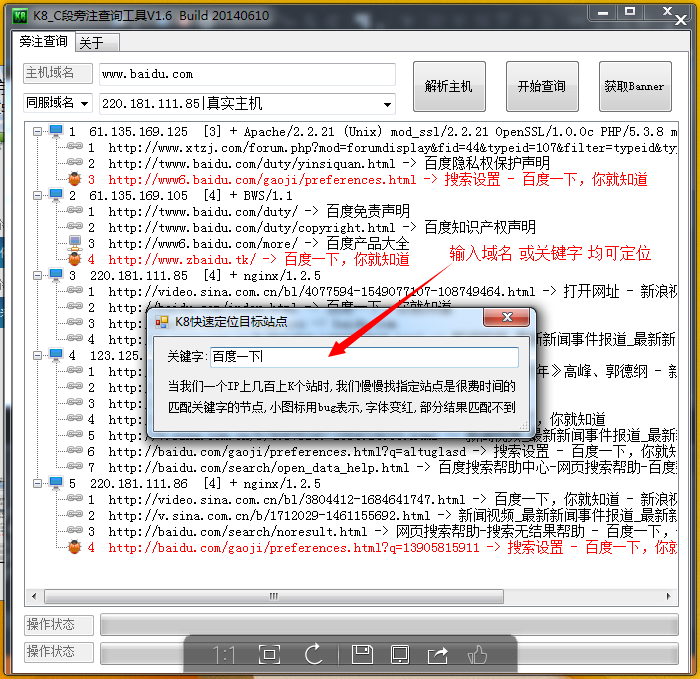 K8_C段旁注查询工具V1.6 Build 20140610
旁注查询 关于
主机域名 www.baidu.com 解析主机 开始查询 获取Banner
同服域名 220.181.111.85|真实主机
1 61.135.169.125 [3] + Apache/2.2.21 (Unix) mod_ssl/2.2.21 OpenSSL/1.0.0c PHP/5.3.8 m
1 http://www.xtzj.com/forum.php?mod=forumdisplay&fid=44&typeid=107&filter=typeid&ty
2 http://www.baidu.com/duty/yinsiquan.html -> 百度隐私权保护声明
3 http://www6.baidu.com/gaoji/preferences.html -> 搜索设置 - 百度一下，你就知道
2 61.135.169.105 [4] + BWS/1.1
1 http://www.baidu.com/duty/ -> 百度免责声明
2 http://www.baidu.com/duty/copyright.html -> 百度知识产权声明
3 http://www6.baidu.com/more/ -> 百度产品大全
4 http://www.zbaidu.tk/ -> 百度一下，你就知道
输入域名 或关键字 均可定位
3 220.181.111.85 [4] + nginx/1.2.5
1 http://video.sina.com.cn/bl/4077594-1549077107-108749464.html -> 打开网址 - 新浪视
2
3 http
4 http 新闻事件报道_最新新
4 123.125.
1 http 年》高峰、郭德纲 - 新
2 http
3 http
4 http 你就知道
5 http 新闻视频_最新新闻事件报道_最新
6 http://baidu.com/gaoji/preferences.html?q=altuglasd -> 搜索设置 - 百度一下，你就知
7 http://baidu.com/search/open_data_help.html -> 百度搜索帮助中心-网页搜索帮助-百度
5 220.181.111.86 [4] + nginx/1.2.5
1 http://video.sina.com.cn/bl/3804412-1684641747.html -> 百度一下，你就知道 - 新浪视
2 http://v.sina.com.cn/b/1712029-1461155692.html -> 新闻视频_最新新闻事件报道_最新
3 http://baidu.com/search/noresult.html -> 网页搜索帮助-搜索无结果帮助 - 百度一下，
4 http://baidu.com/gaoji/preferences.html?q=13905815911 -> 搜索设置 - 百度一下，你就
K8快速定位目标站点
关键字: 百度一下
当我们一个IP上几百上K个站时,我们慢慢找指定站点是很费时间的
匹配关键字的节点,小图标用bug表示,字体变红,部分结果匹配不到
操作状态
操作状态
1:1